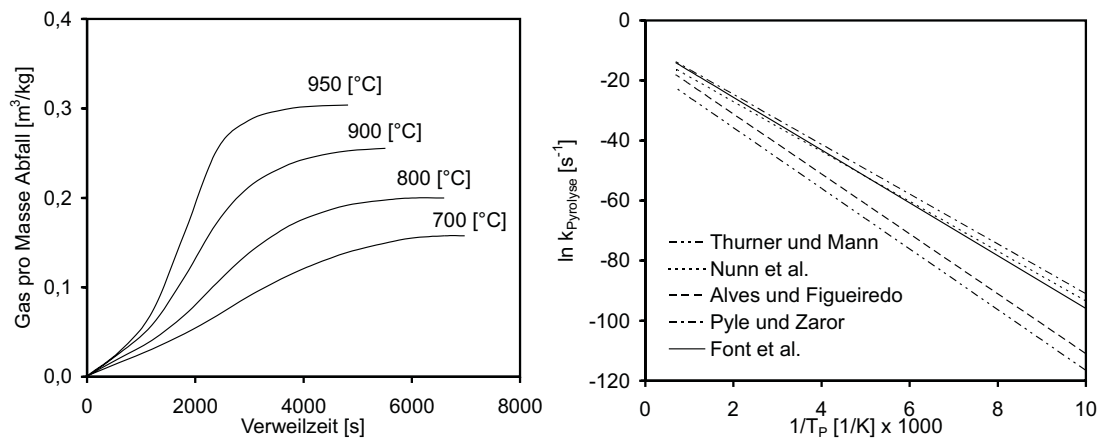 0,4
0,3
0,2
0,1
0,0
Gas pro Masse Abfall [m³/kg]
950 [°C]
900 [°C]
800 [°C]
700 [°C]
0 2000 4000 6000 8000
Verweilzeit [s]
0
-20
-40
-60
-80
-100
-120
ln k Pyrolyse [s⁻¹]
Thurner und Mann
Nunn et al.
Alves und Figueiredo
Pyle und Zaror
Font et al.
0 2 4 6 8 10
1/T_P [1/K] x 1000